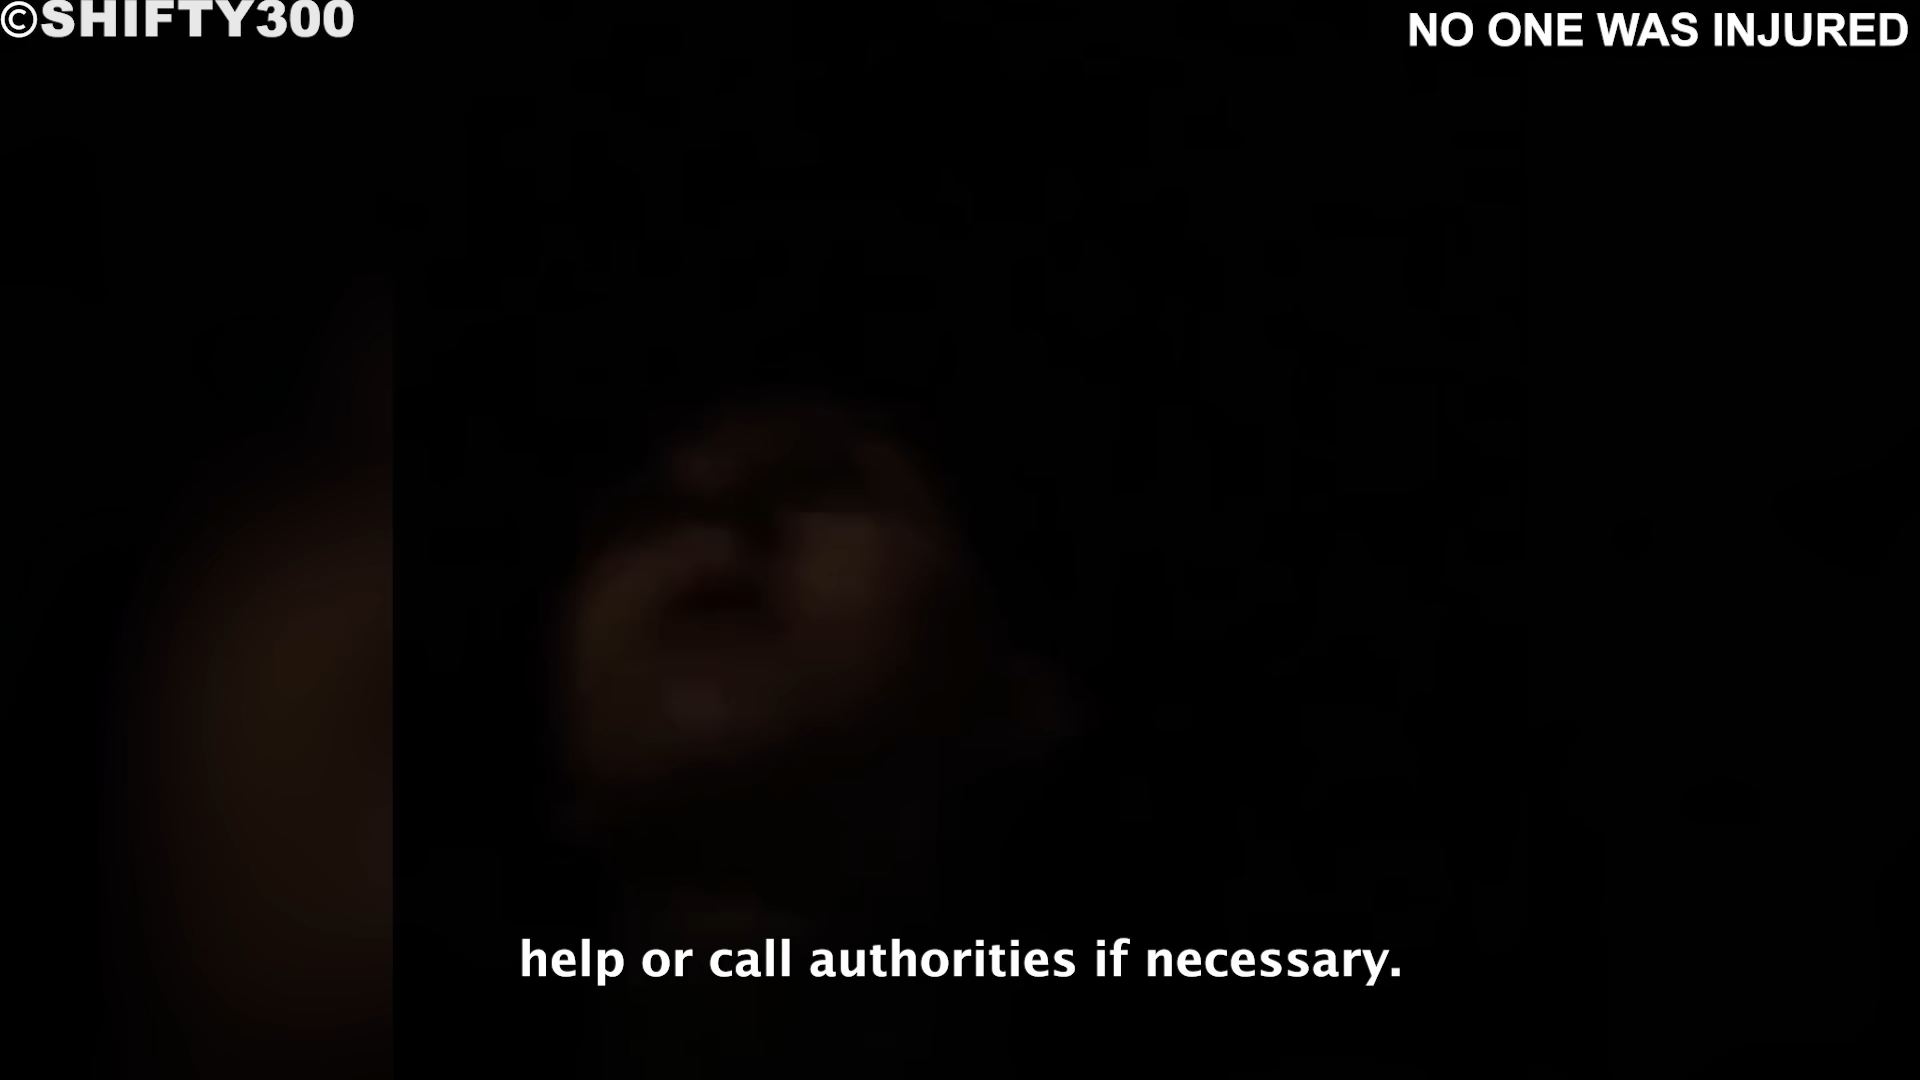 ©SHIFTY300
NO ONE WAS INJURED
help or call authorities if necessary.